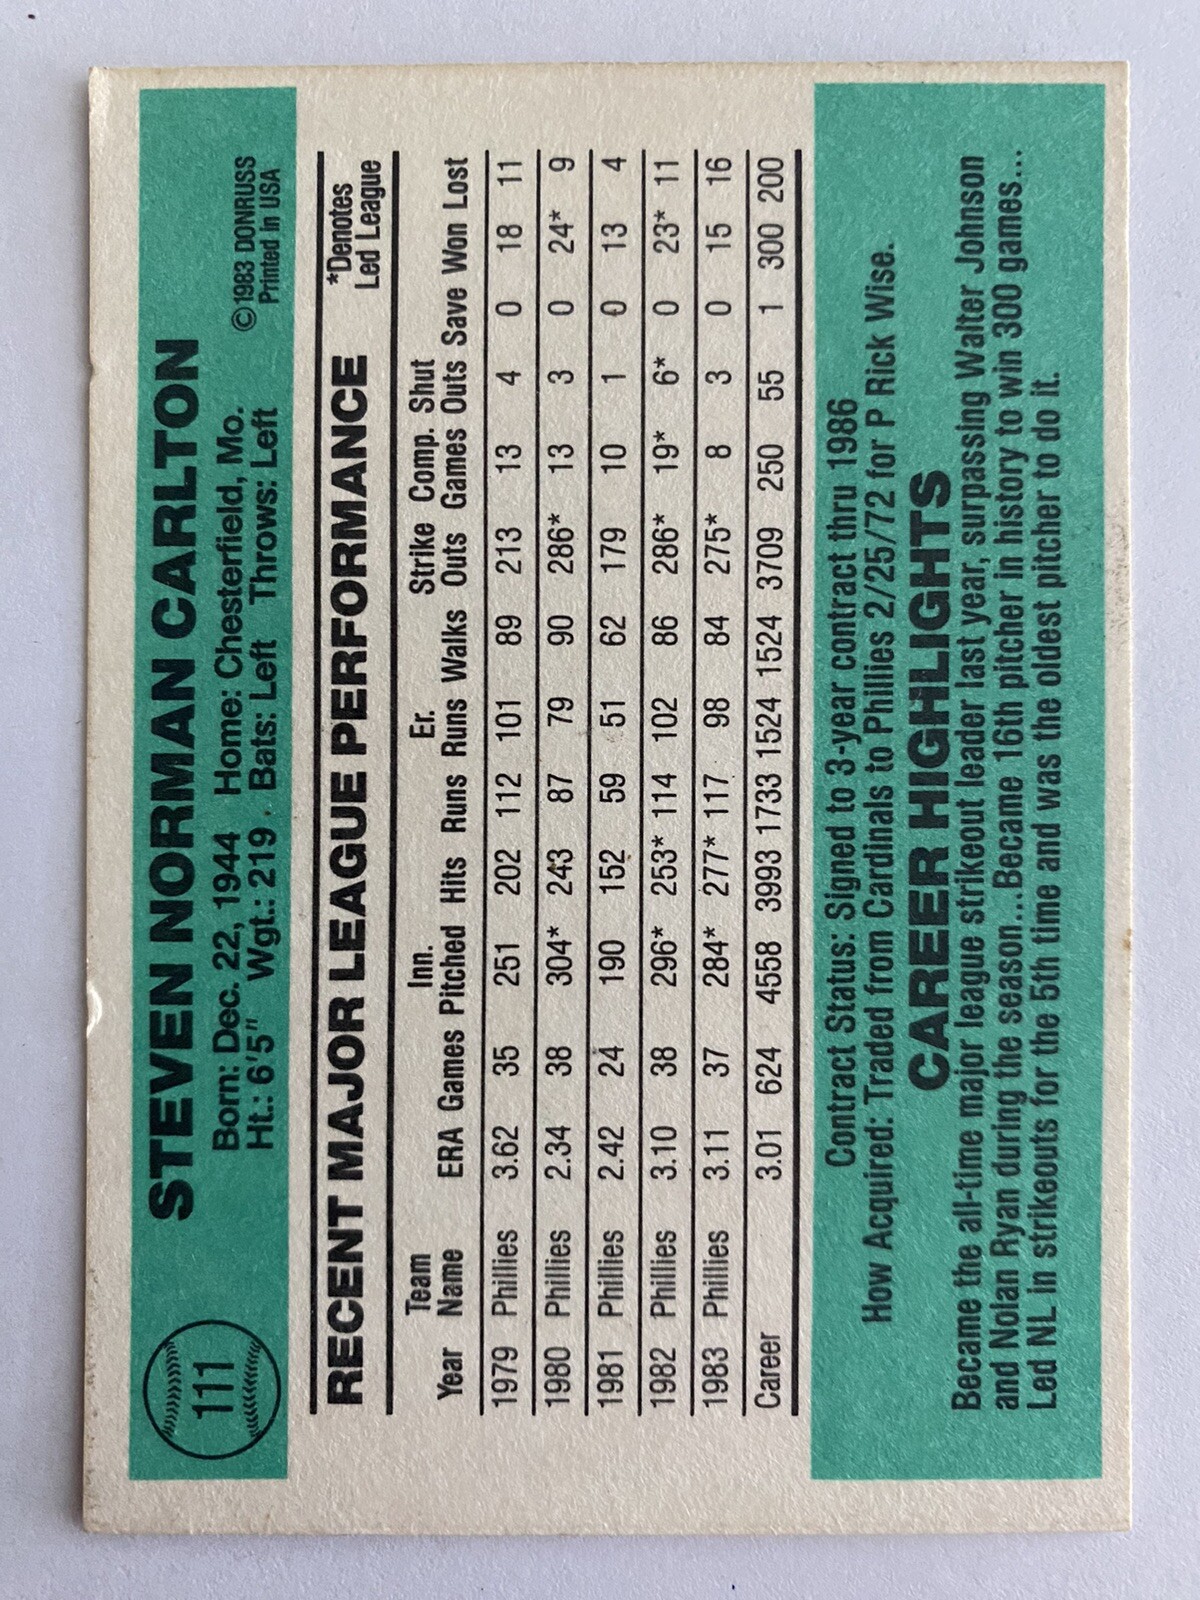 111
STEVEN NORMAN CARLTON
Born: Dec. 22, 1944 Home: Chesterfield, Mo.
Ht.: 6'5" Wgt.: 219 Bats: Left Throws: Left
©1983 DONRUSS
Printed in USA
RECENT MAJOR LEAGUE PERFORMANCE
*Denotes
Led League
Team Inn. Er. Strike Comp. Shut
Year Name ERA Games Pitched Hits Runs Runs Walks Outs Games Outs Save Won Lost
1979 Phillies 3.62 35 251 202 112 101 89 213 13 4 0 18 11
1980 Phillies 2.34 38 304* 243 87 79 90 286* 13 3 0 24* 9
1981 Phillies 2.42 24 190 152 59 51 62 179 10 1 0 13 4
1982 Phillies 3.10 38 296* 253* 114 102 86 286* 19* 6* 0 23* 11
1983 Phillies 3.11 37 284* 277* 117 98 84 275* 8 3 0 15 16
Career 3.01 624 4558 3993 1733 1524 1524 3709 250 55 1 300 200
Contract Status: Signed to 3-year contract thru 1986
How Acquired: Traded from Cardinals to Phillies 2/25/72 for P Rick Wise.
CAREER HIGHLIGHTS
Became the all-time major league strikeout leader last year, surpassing Walter Johnson
and Nolan Ryan during the season...Became 16th pitcher in history to win 300 games...
Led NL in strikeouts for the 5th time and was the oldest pitcher to do it.